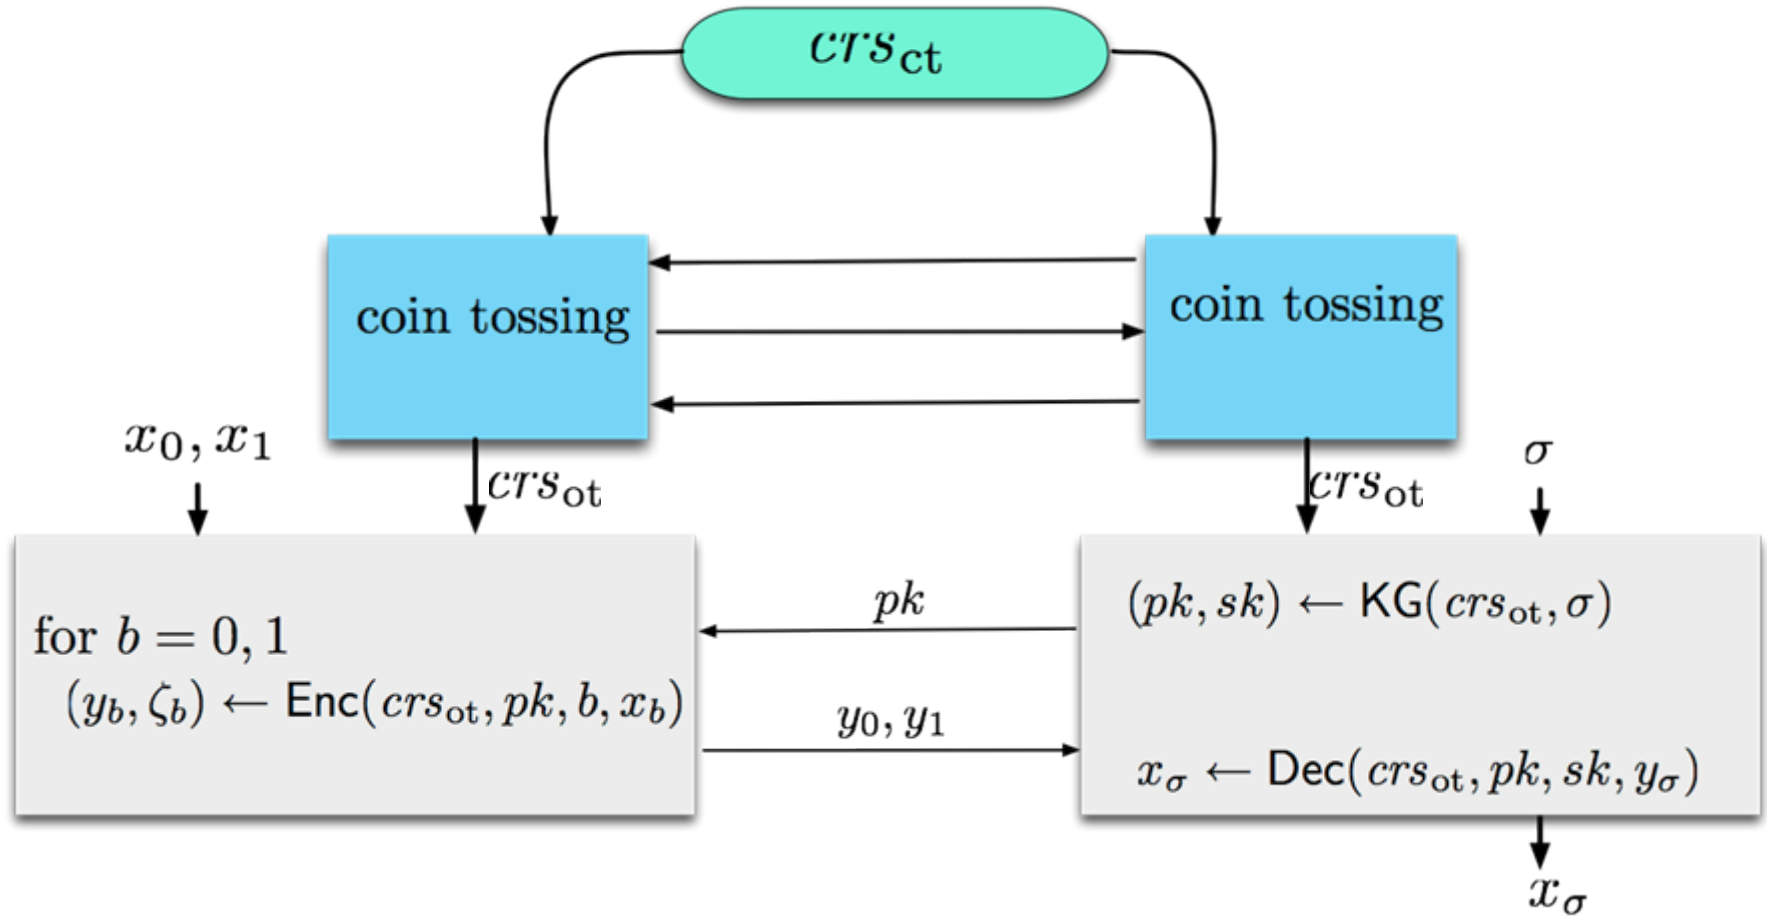 crs_ct
coin tossing
coin tossing
x_0, x_1
crs_ot
crs_ot
σ
for b = 0, 1
(y_b, ζ_b) ← Enc(crs_ot, pk, b, x_b)
pk
y_0, y_1
(pk, sk) ← KG(crs_ot, σ)
x_σ ← Dec(crs_ot, pk, sk, y_σ)
x_σ